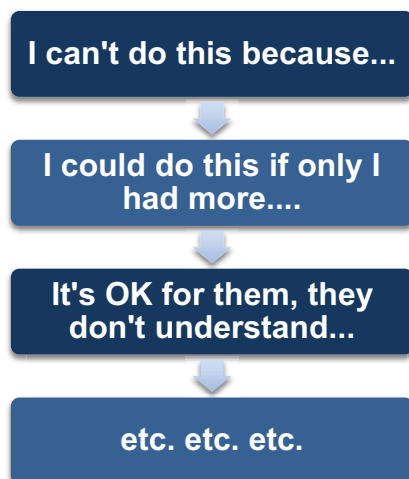 I can't do this because...
I could do this if only I
had more....
It's OK for them, they
don't understand...
etc. etc. etc.